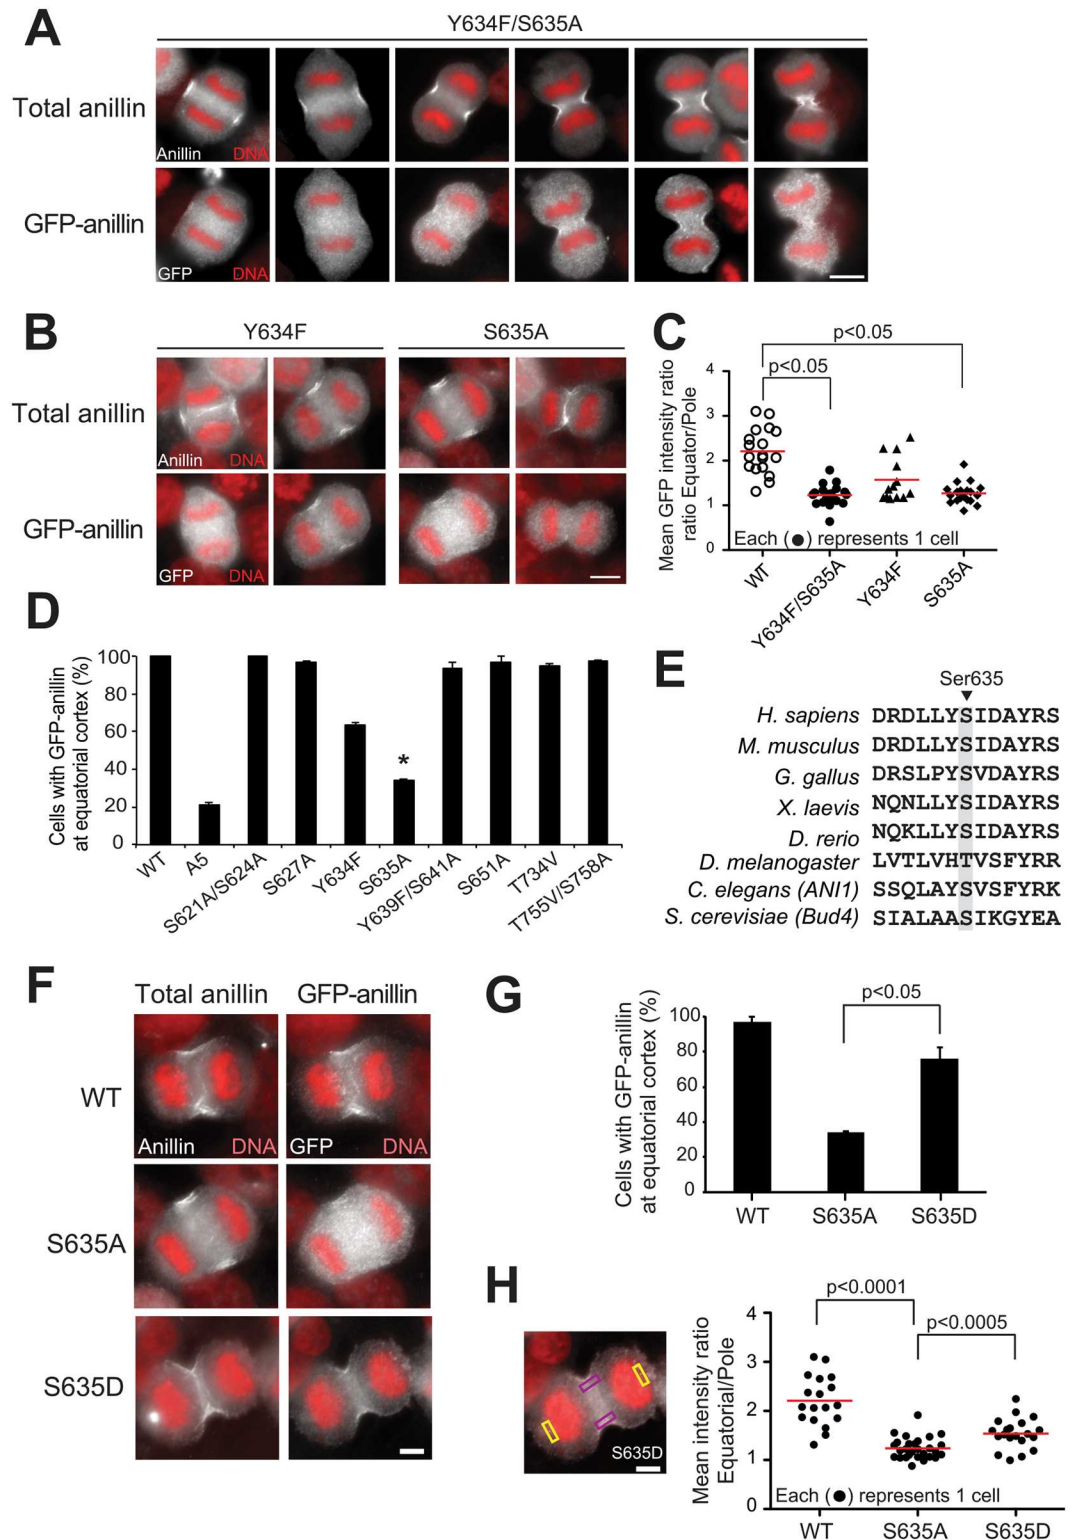 A
Y634F/S635A
Total anillin
Anillin DNA
GFP-anillin
GFP DNA
B
Y634F S635A
Total anillin
Anillin DNA
GFP-anillin
GFP DNA
C
p<0.05
p<0.05
Mean GFP intensity ratio
ratio Equator/Pole
4
3
2
1
0
Each (●) represents 1 cell
WT Y634F/S635A Y634F S635A
D
Cells with GFP-anillin
at equatorial cortex (%)
100
80
60
40
20
0
*
WT A5 S621A/S624A S627A Y634F S635A Y639F/S641A S651A T734V T755V/S758A
E
Ser635
H. sapiens DRDLLYSIDAYRS
M. musculus DRDLLYSIDAYRS
G. gallus DRSLPYSVDAYRS
X. laevis NQNLLYSIDAYRS
D. rerio NQKLLYSIDAYRS
D. melanogaster LVTLVHTVSFYRR
C. elegans (ANI1) SSQLAYSVSFYRK
S. cerevisiae (Bud4) SIALAASIKGYEA
F
Total anillin GFP-anillin
WT
Anillin DNA GFP DNA
S635A
S635D
G
p<0.05
Cells with GFP-anillin
at equatorial cortex (%)
100
80
60
40
20
0
WT S635A S635D
H
S635D
p<0.0001
p<0.0005
Mean intensity ratio
Equatorial/Pole
4
3
2
1
0
Each (●) represents 1 cell
WT S635A S635D